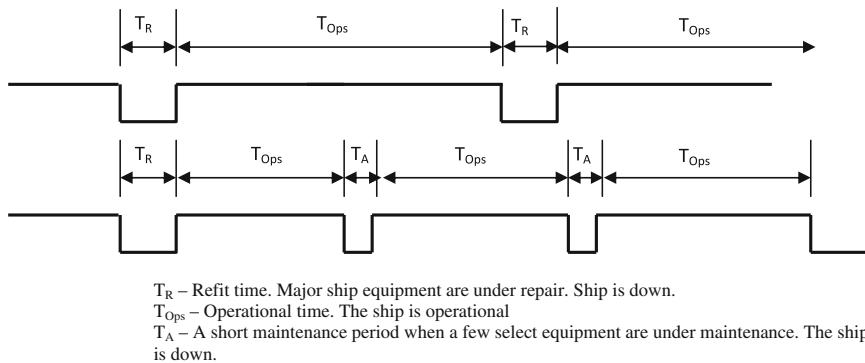 T_R T_Ops T_R T_Ops
T_R T_Ops T_A T_Ops T_A T_Ops
T_R – Refit time. Major ship equipment are under repair. Ship is down.
T_Ops – Operational time. The ship is operational
T_A – A short maintenance period when a few select equipment are under maintenance. The ship
is down.